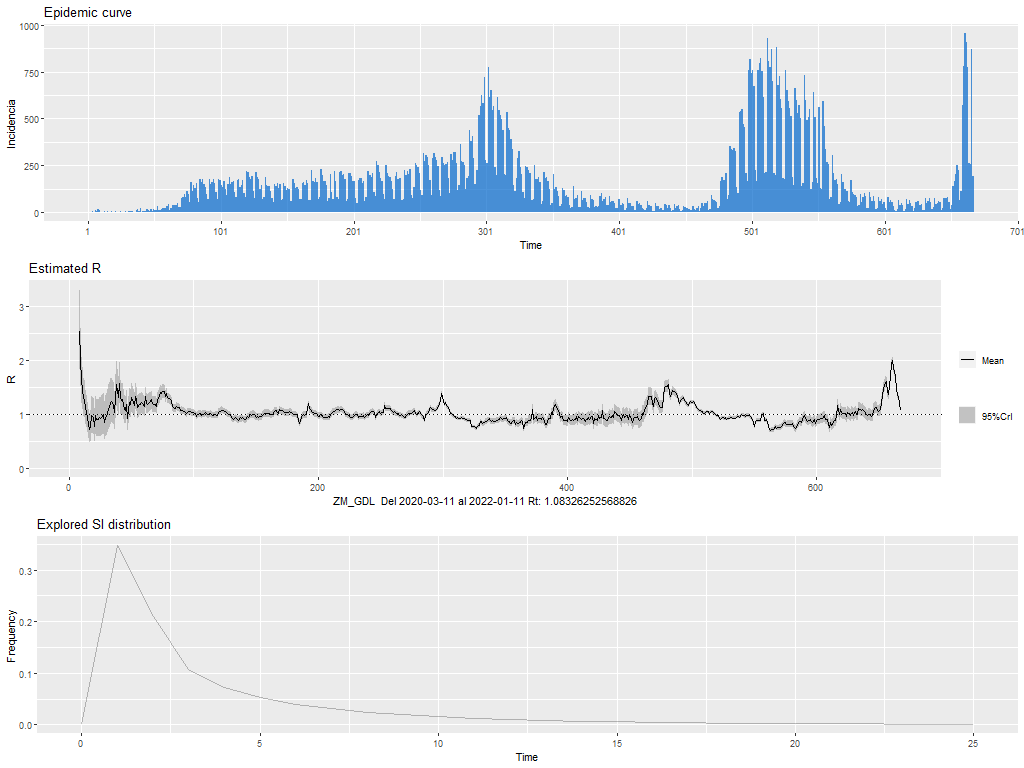 Epidemic curve
1000
750
500
250
0
Incidencia
1 101 201 301 401 501 601 701
Time
Estimated R
3
2
1
0
R
0 200 400 600
ZM_GDL Del 2020-03-11 al 2022-01-11 Rt: 1.08326252568826
Mean
95%CrI
Explored SI distribution
0.3
0.2
0.1
0.0
Frequency
0 5 10 15 20 25
Time